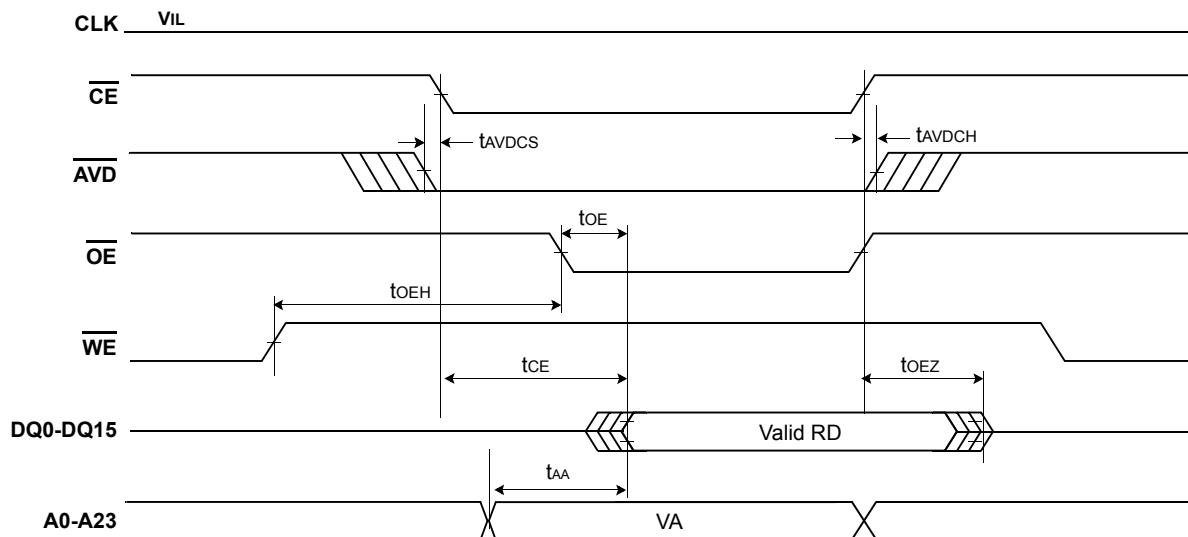 CLK VIL
CE
tAVDCS tAVDCH
AVD
tOE
OE
tOEH
WE
tCE tOEZ
DQ0-DQ15 Valid RD
tAA
A0-A23 VA